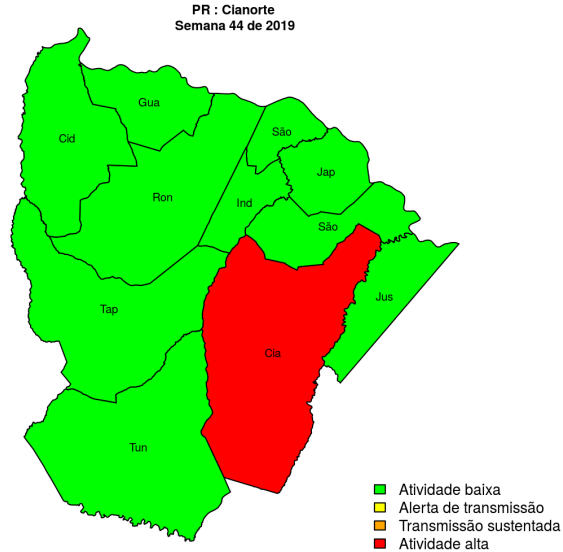 PR : Cianorte
Semana 44 de 2019
Gua
Cid
São
Jap
Ron
Ind
São
Jus
Tap
Cia
Tun
Atividade baixa
Alerta de transmissão
Transmissão sustentada
Atividade alta